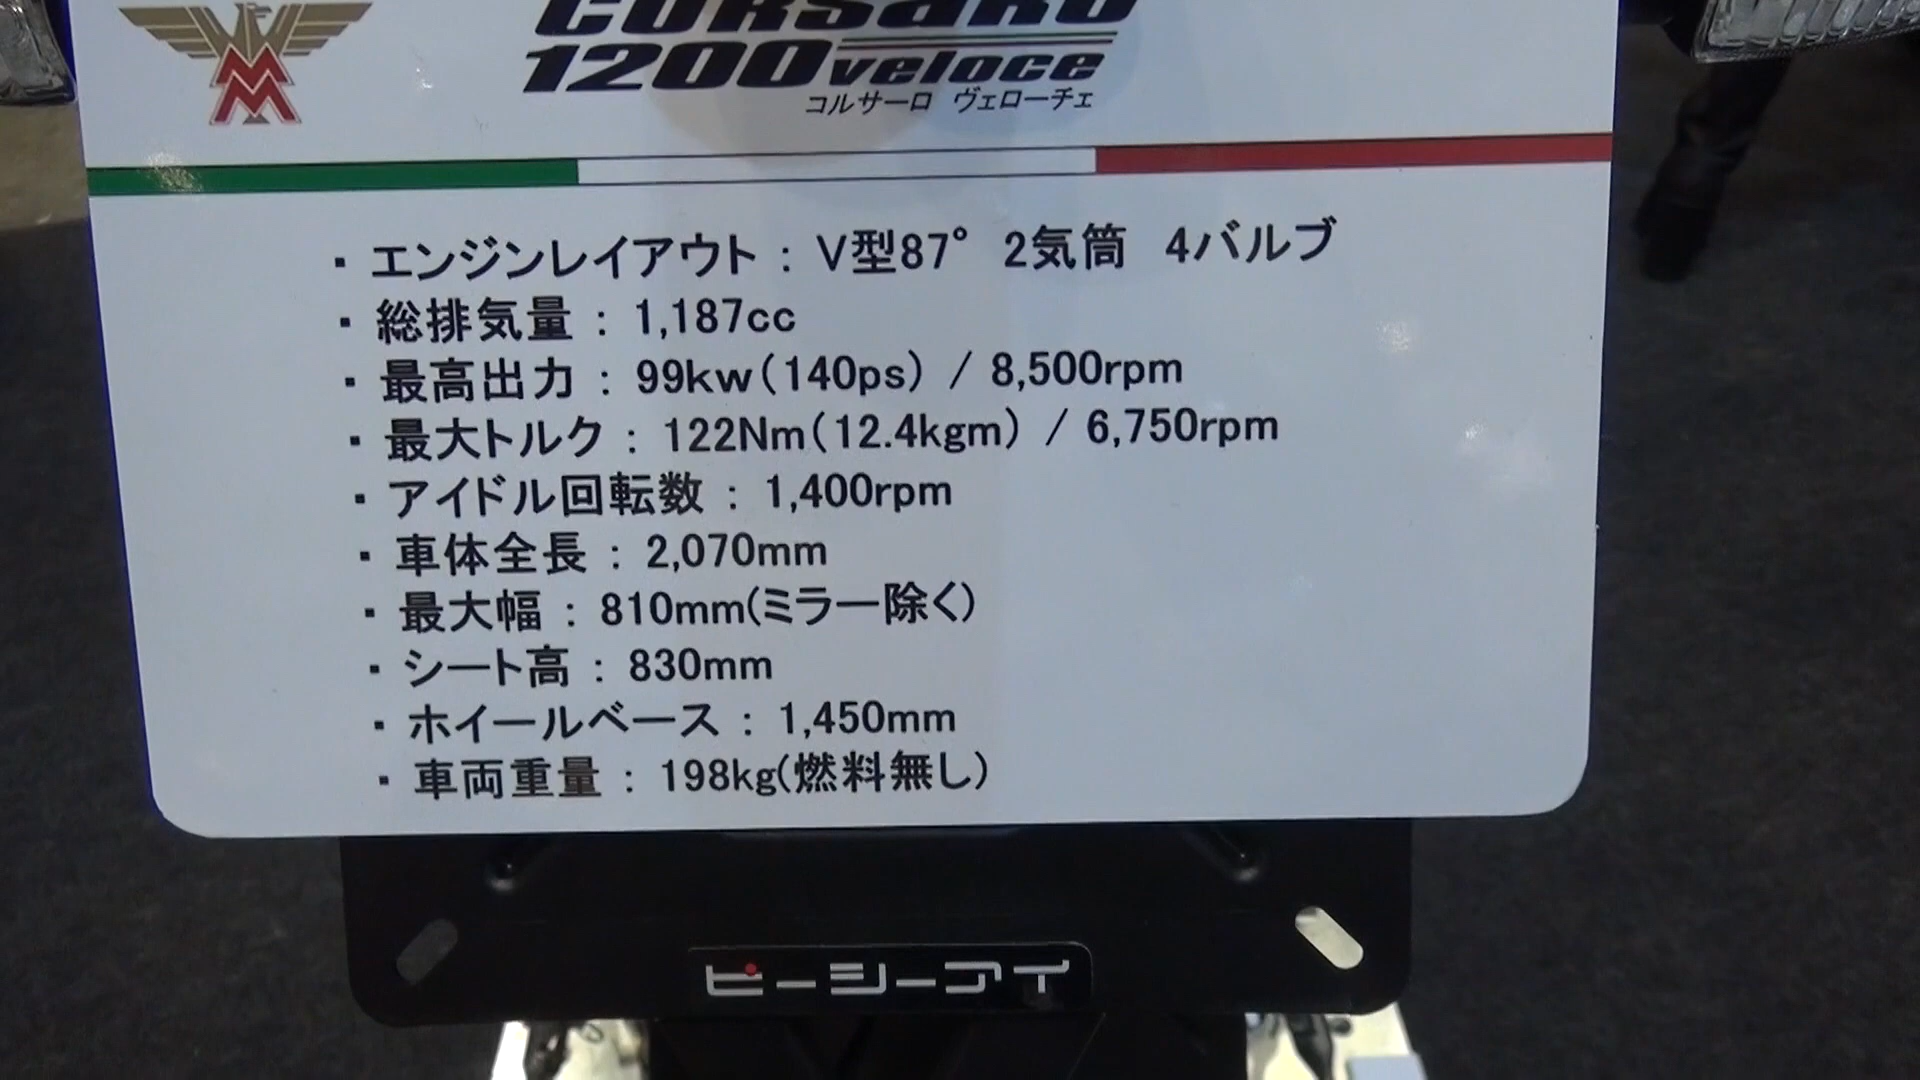 CORSARO
1200 veloce
コルサーロ ヴェローチェ
・エンジンレイアウト : V型87° 2気筒 4バルブ
・総排気量 : 1,187cc
・最高出力 : 99kw(140ps) / 8,500rpm
・最大トルク : 122Nm(12.4kgm) / 6,750rpm
・アイドル回転数 : 1,400rpm
・車体全長 : 2,070mm
・最大幅 : 810mm(ミラー除く)
・シート高 : 830mm
・ホイールベース : 1,450mm
・車両重量 : 198kg(燃料無し)
ピーシーアイ